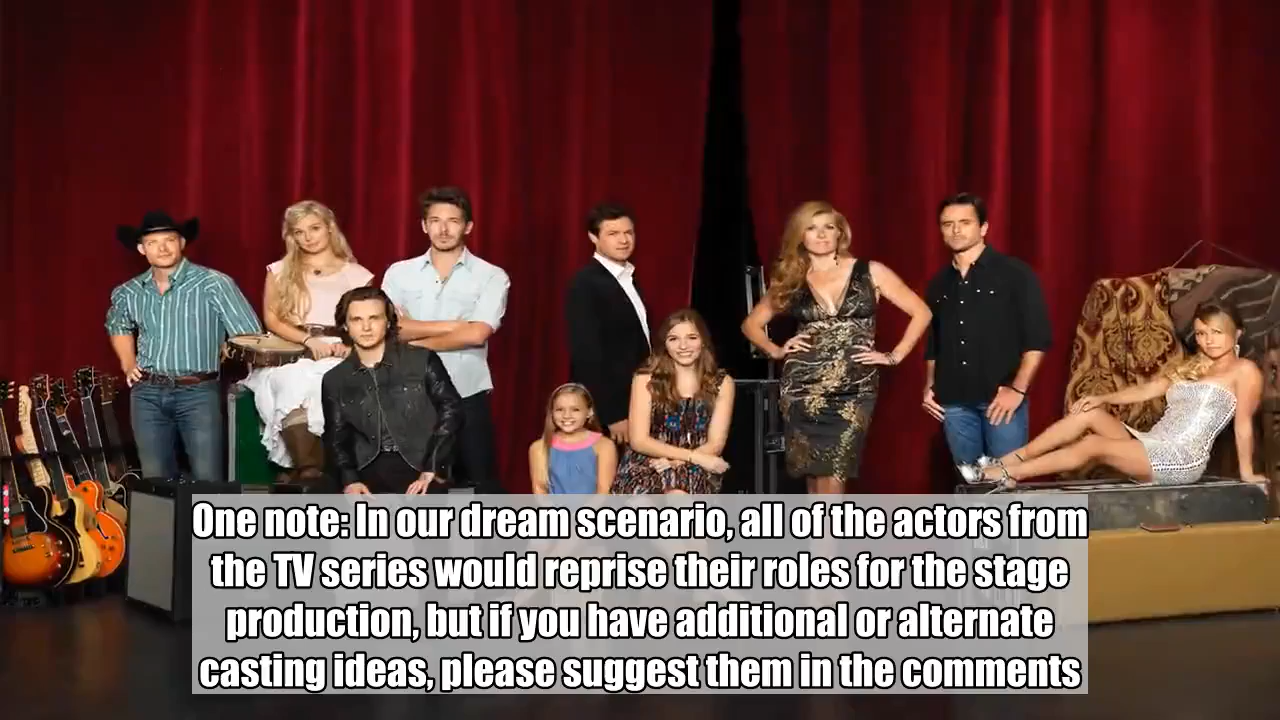 One note: In our dream scenario, all of the actors from
the TV series would reprise their roles for the stage
production, but if you have additional or alternate
casting ideas, please suggest them in the comments